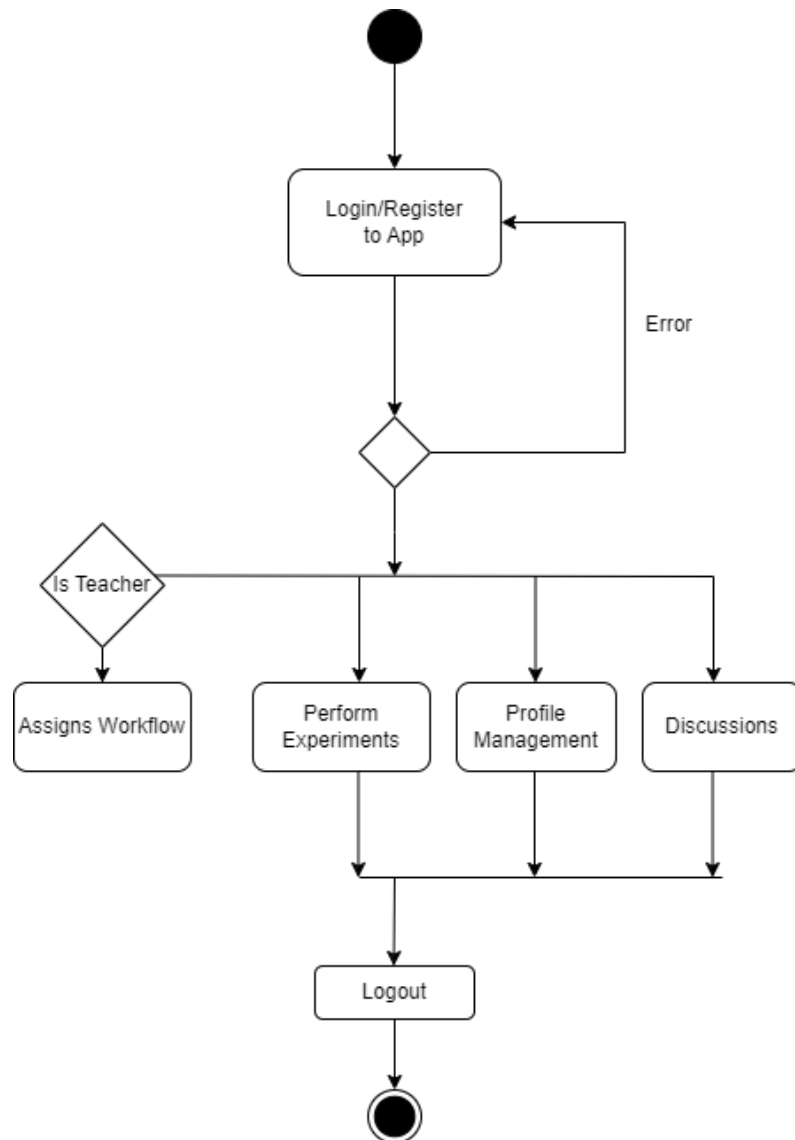 Login/Register
to App
Error
Is Teacher
Assigns Workflow
Perform
Experiments
Profile
Management
Discussions
Logout